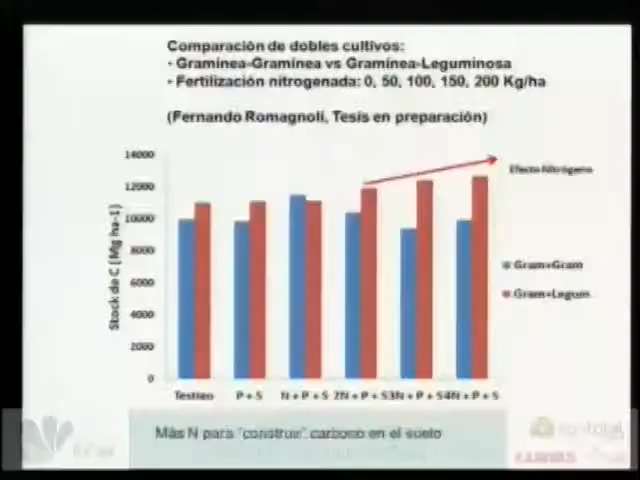 Comparación de dobles cultivos:
- Gramínea-Gramínea vs Gramínea-Leguminosa
- Fertilización nitrogenada: 0, 50, 100, 150, 200 Kg/ha
(Fernando Romagnoli, Tesis en preparación)
14000
12000
10000
8000
6000
4000
2000
0
Stock de C (Mg ha-1)
Efecto Nitrógeno
Gram+Gram
Gram+Legum
Testigo P + S N + P + S 2N + P + S 3N + P + S 4N + P + S
Más N para "construir" carbono en el suelo